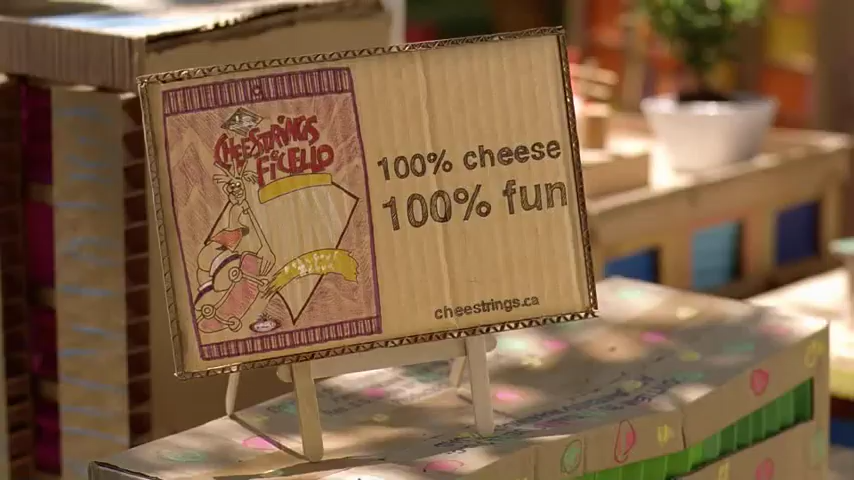 CHEESTRINGS
FICELLO
100% cheese
100% fun
cheestrings.ca